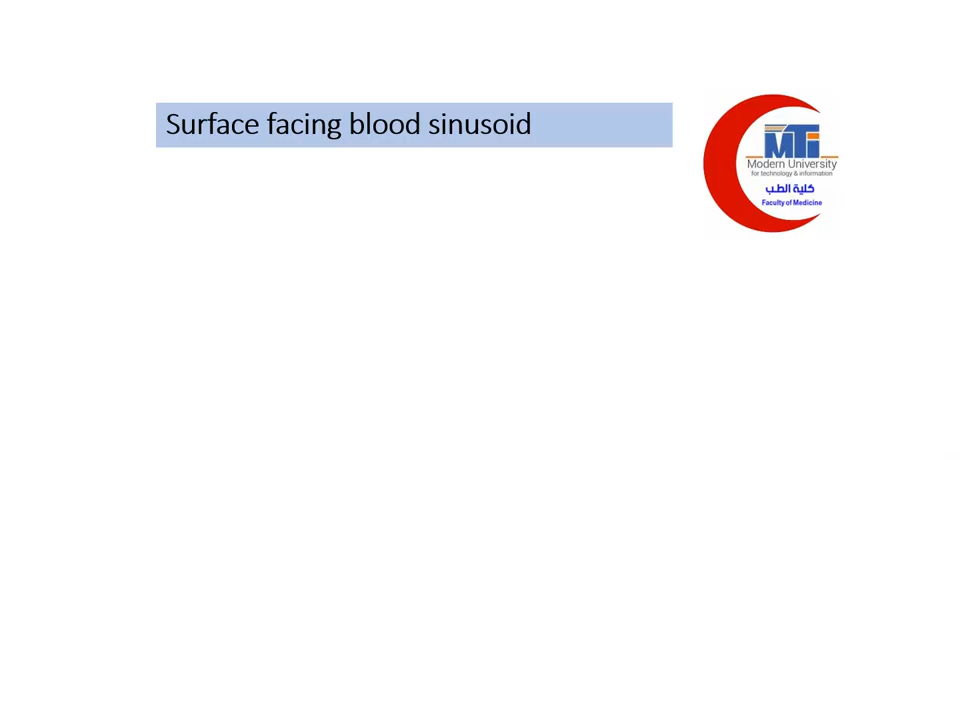 Surface facing blood sinusoid
MTi
Modern University
for technology & information
كلية الطب
Faculty of Medicine